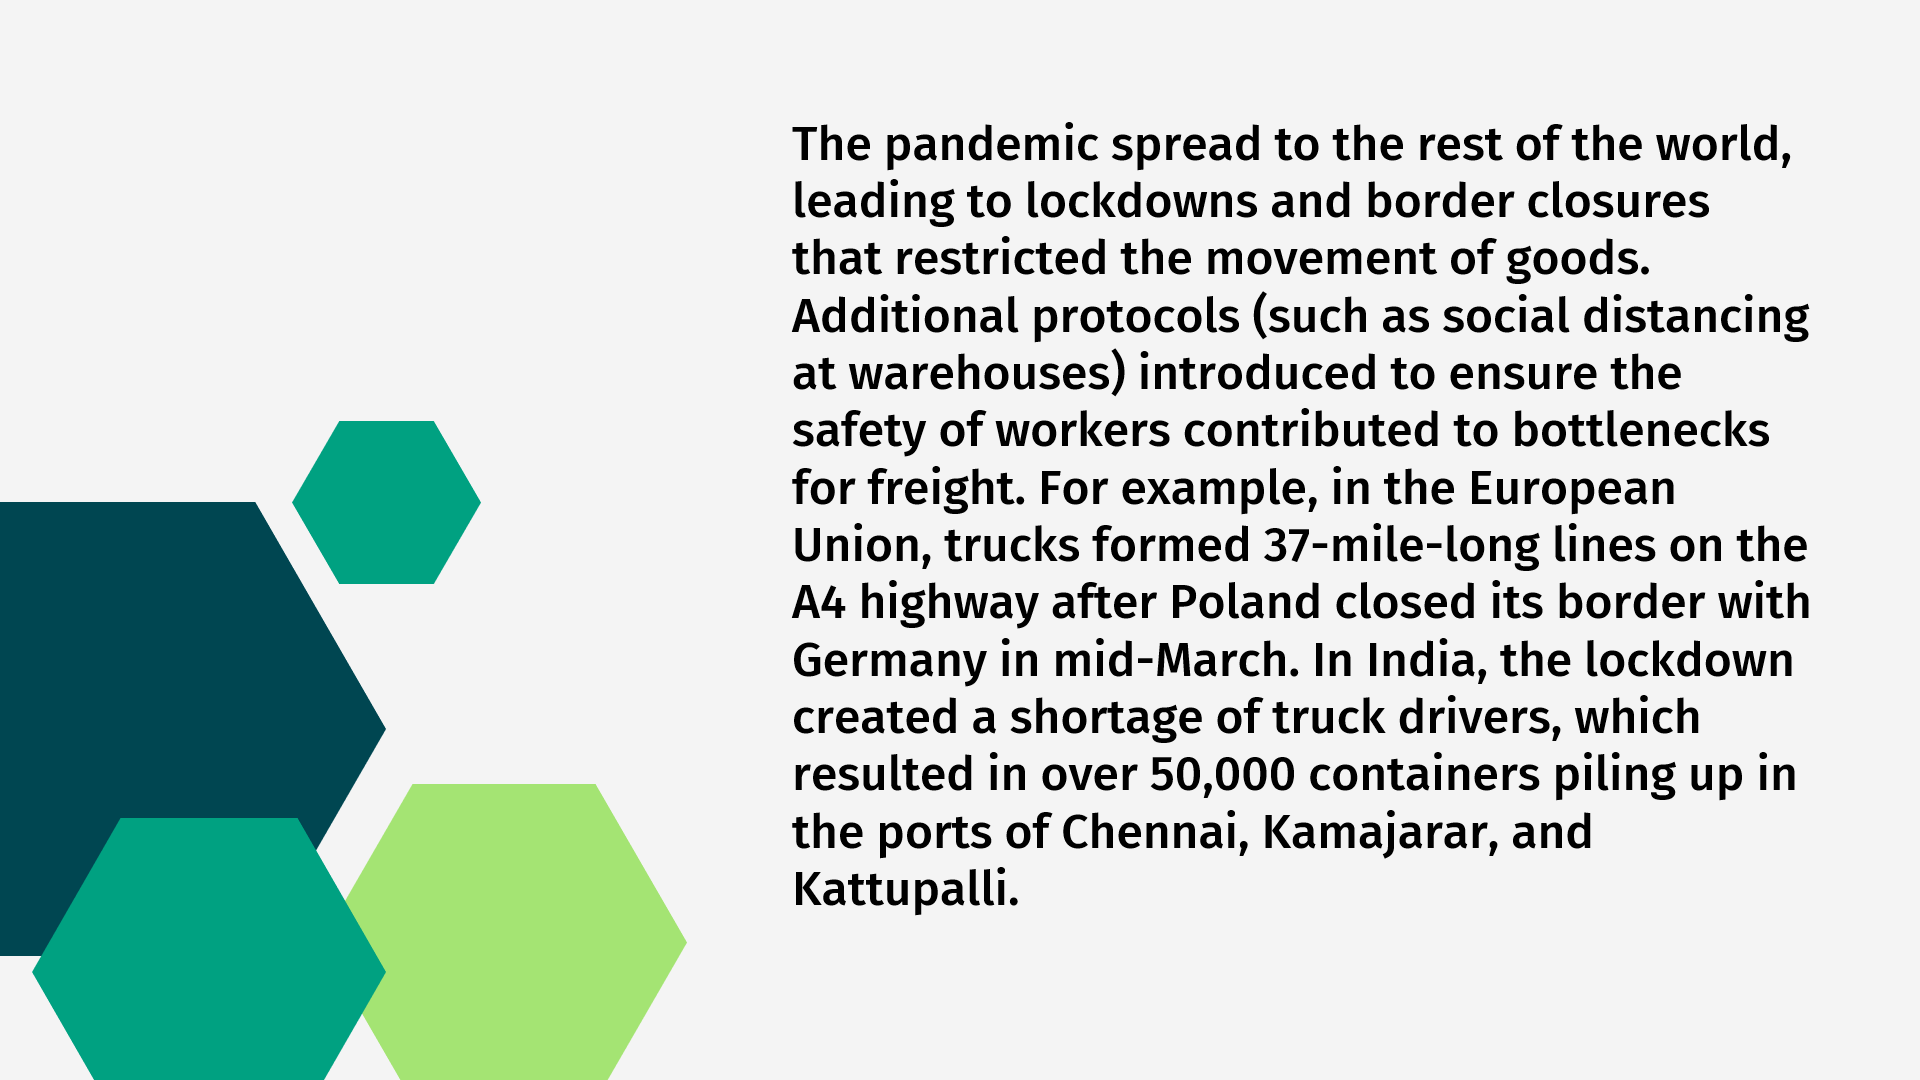 The pandemic spread to the rest of the world,
leading to lockdowns and border closures
that restricted the movement of goods.
Additional protocols (such as social distancing
at warehouses) introduced to ensure the
safety of workers contributed to bottlenecks
for freight. For example, in the European
Union, trucks formed 37-mile-long lines on the
A4 highway after Poland closed its border with
Germany in mid-March. In India, the lockdown
created a shortage of truck drivers, which
resulted in over 50,000 containers piling up in
the ports of Chennai, Kamajarar, and
Kattupalli.